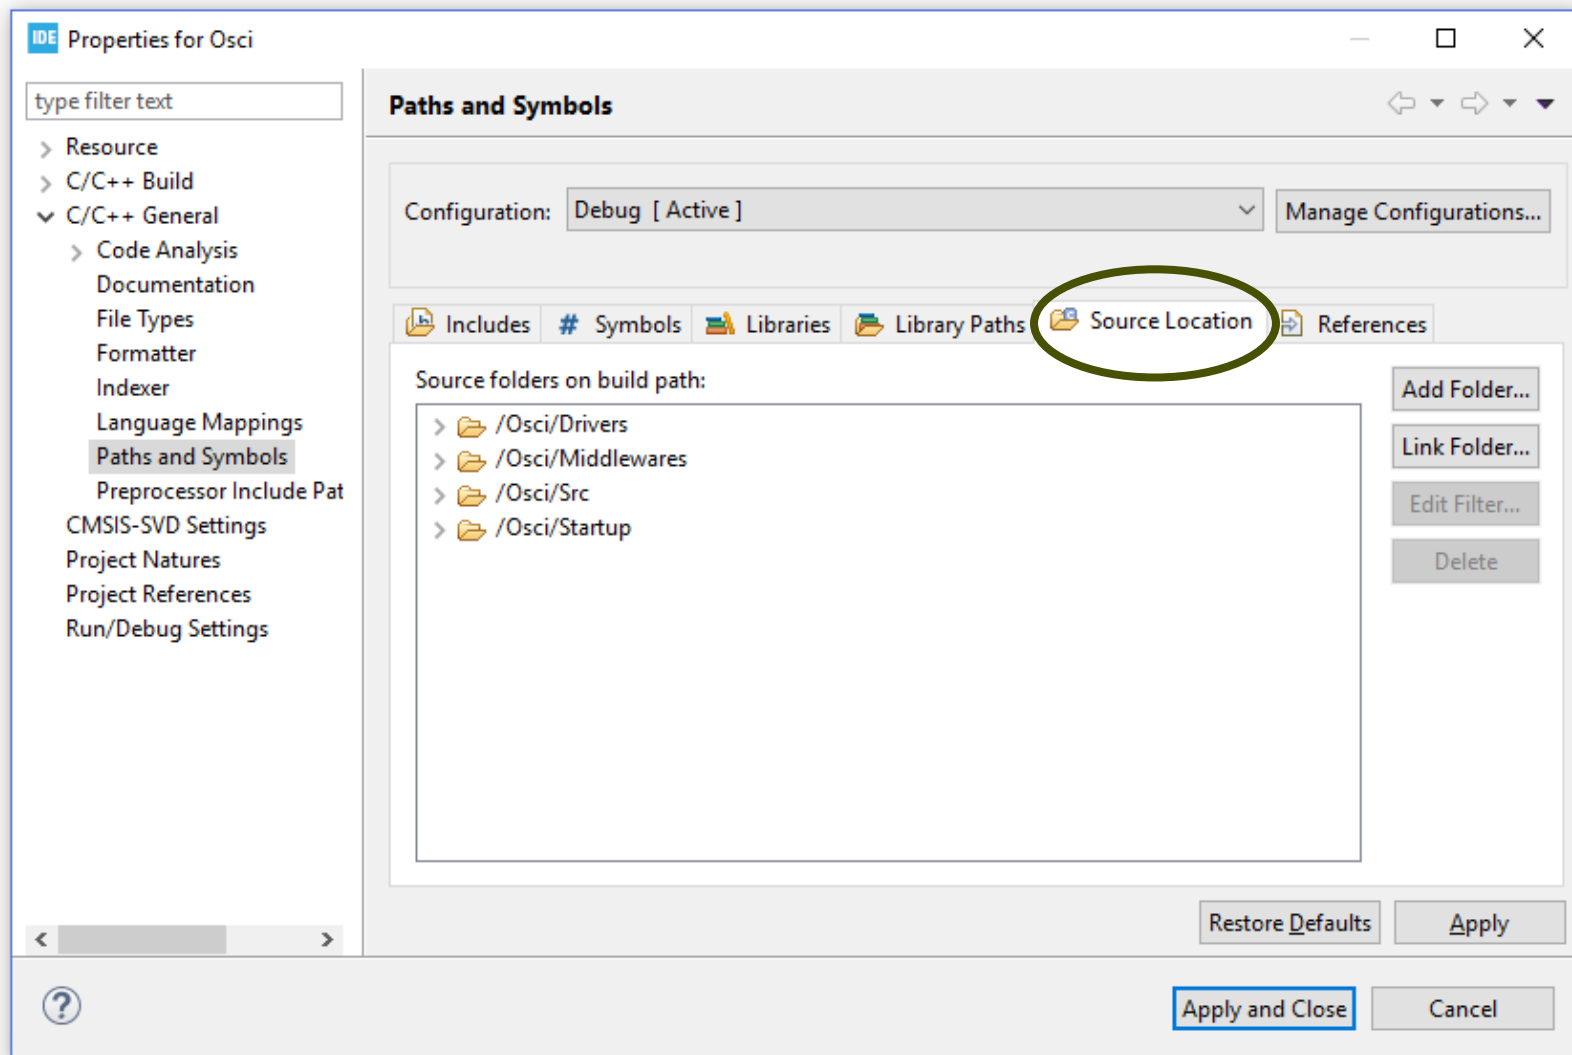 IDE Properties for Osci
type filter text
Resource
C/C++ Build
C/C++ General
Code Analysis
Documentation
File Types
Formatter
Indexer
Language Mappings
Paths and Symbols
Preprocessor Include Pat
CMSIS-SVD Settings
Project Natures
Project References
Run/Debug Settings
Paths and Symbols
Configuration: Debug [ Active ] Manage Configurations...
Includes # Symbols Libraries Library Paths Source Location References
Source folders on build path:
/Osci/Drivers
/Osci/Middlewares
/Osci/Src
/Osci/Startup
Add Folder...
Link Folder...
Edit Filter...
Delete
Restore Defaults Apply
? Apply and Close Cancel